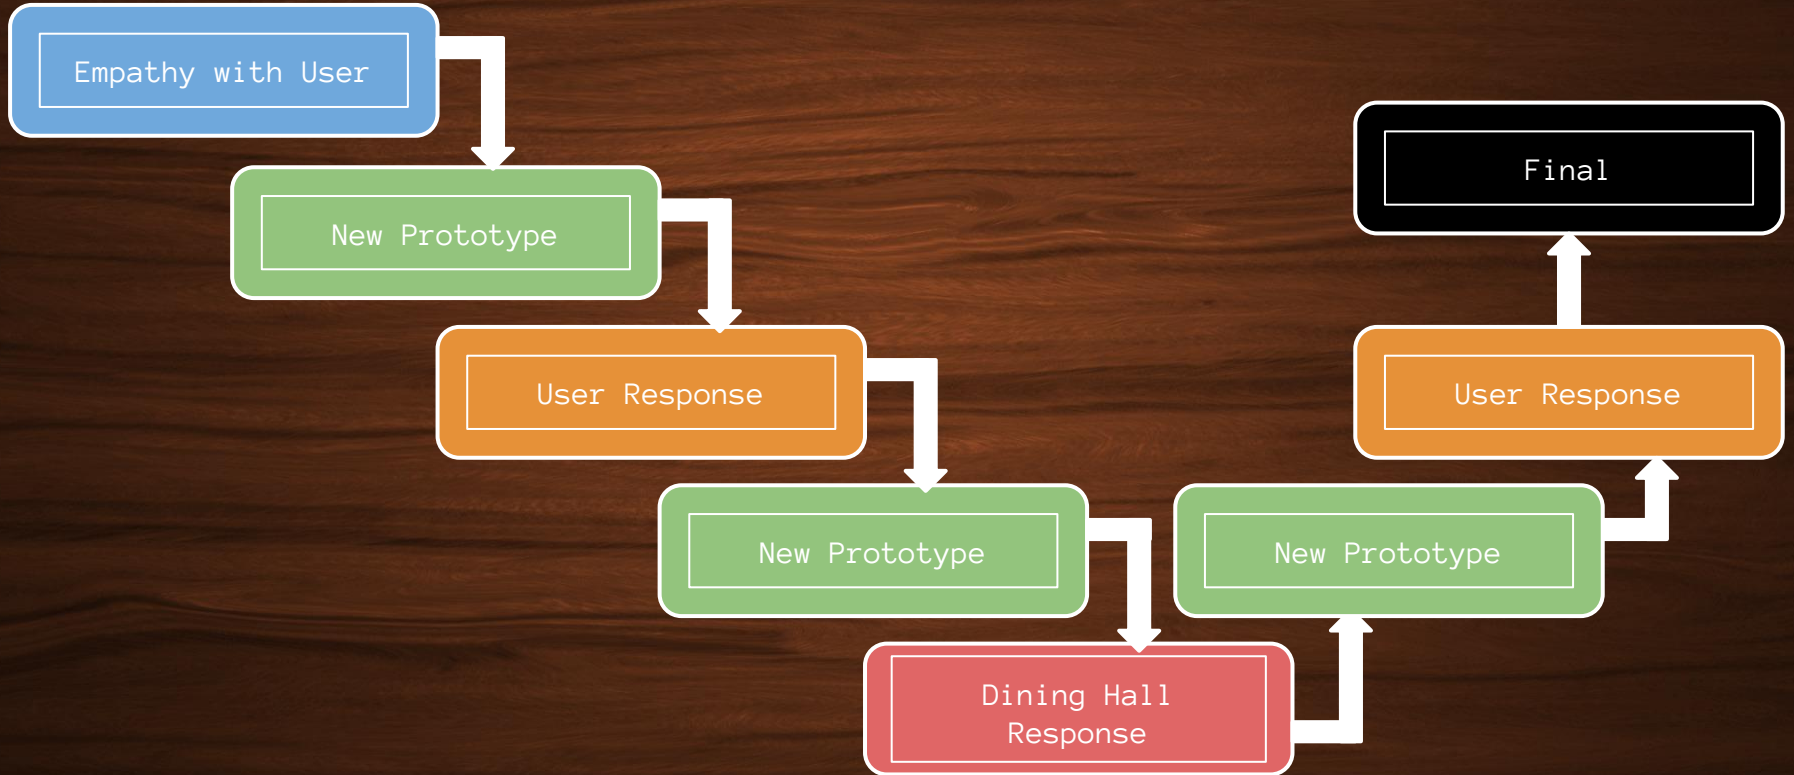 Empathy with User
New Prototype
User Response
New Prototype
Dining Hall
Response
New Prototype
User Response
Final